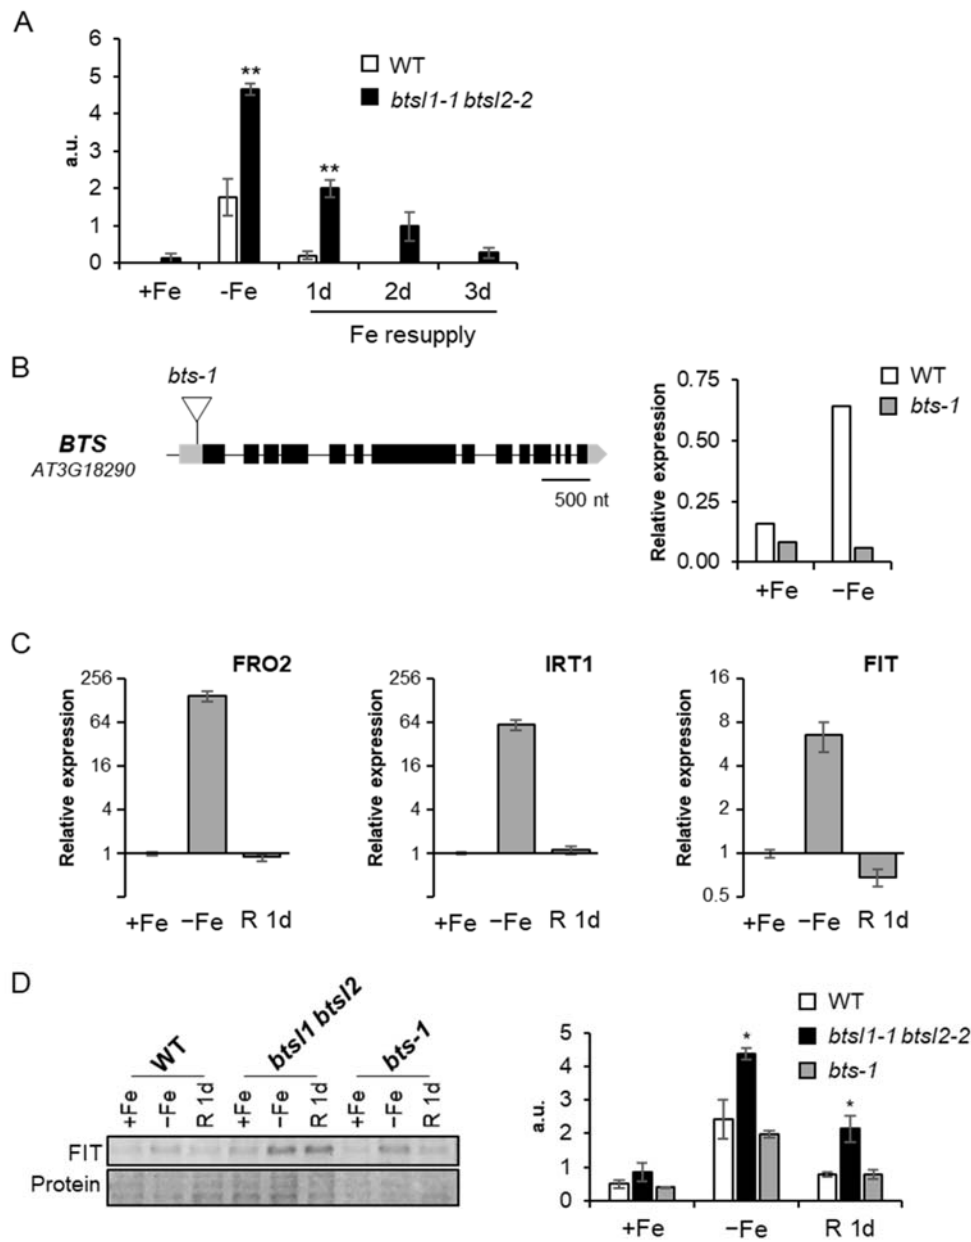 A
6
5
4
3
2
1
0
a.u.
**
**
WT
btsl1-1 btsl2-2
+Fe -Fe 1d 2d 3d
Fe resupply
B
bts-1
BTS
AT3G18290
500 nt
Relative expression
0.75
0.50
0.25
0.00
WT
bts-1
+Fe −Fe
C
FRO2
Relative expression
256
64
16
4
1
+Fe −Fe R 1d
IRT1
Relative expression
256
64
16
4
1
+Fe −Fe R 1d
FIT
Relative expression
16
8
4
2
1
0.5
+Fe −Fe R 1d
D
WT btsl1 btsl2 bts-1
+Fe −Fe R 1d +Fe −Fe R 1d +Fe −Fe R 1d
FIT
Protein
WT
btsl1-1 btsl2-2
bts-1
a.u.
5
4
3
2
1
0
*
*
+Fe −Fe R 1d